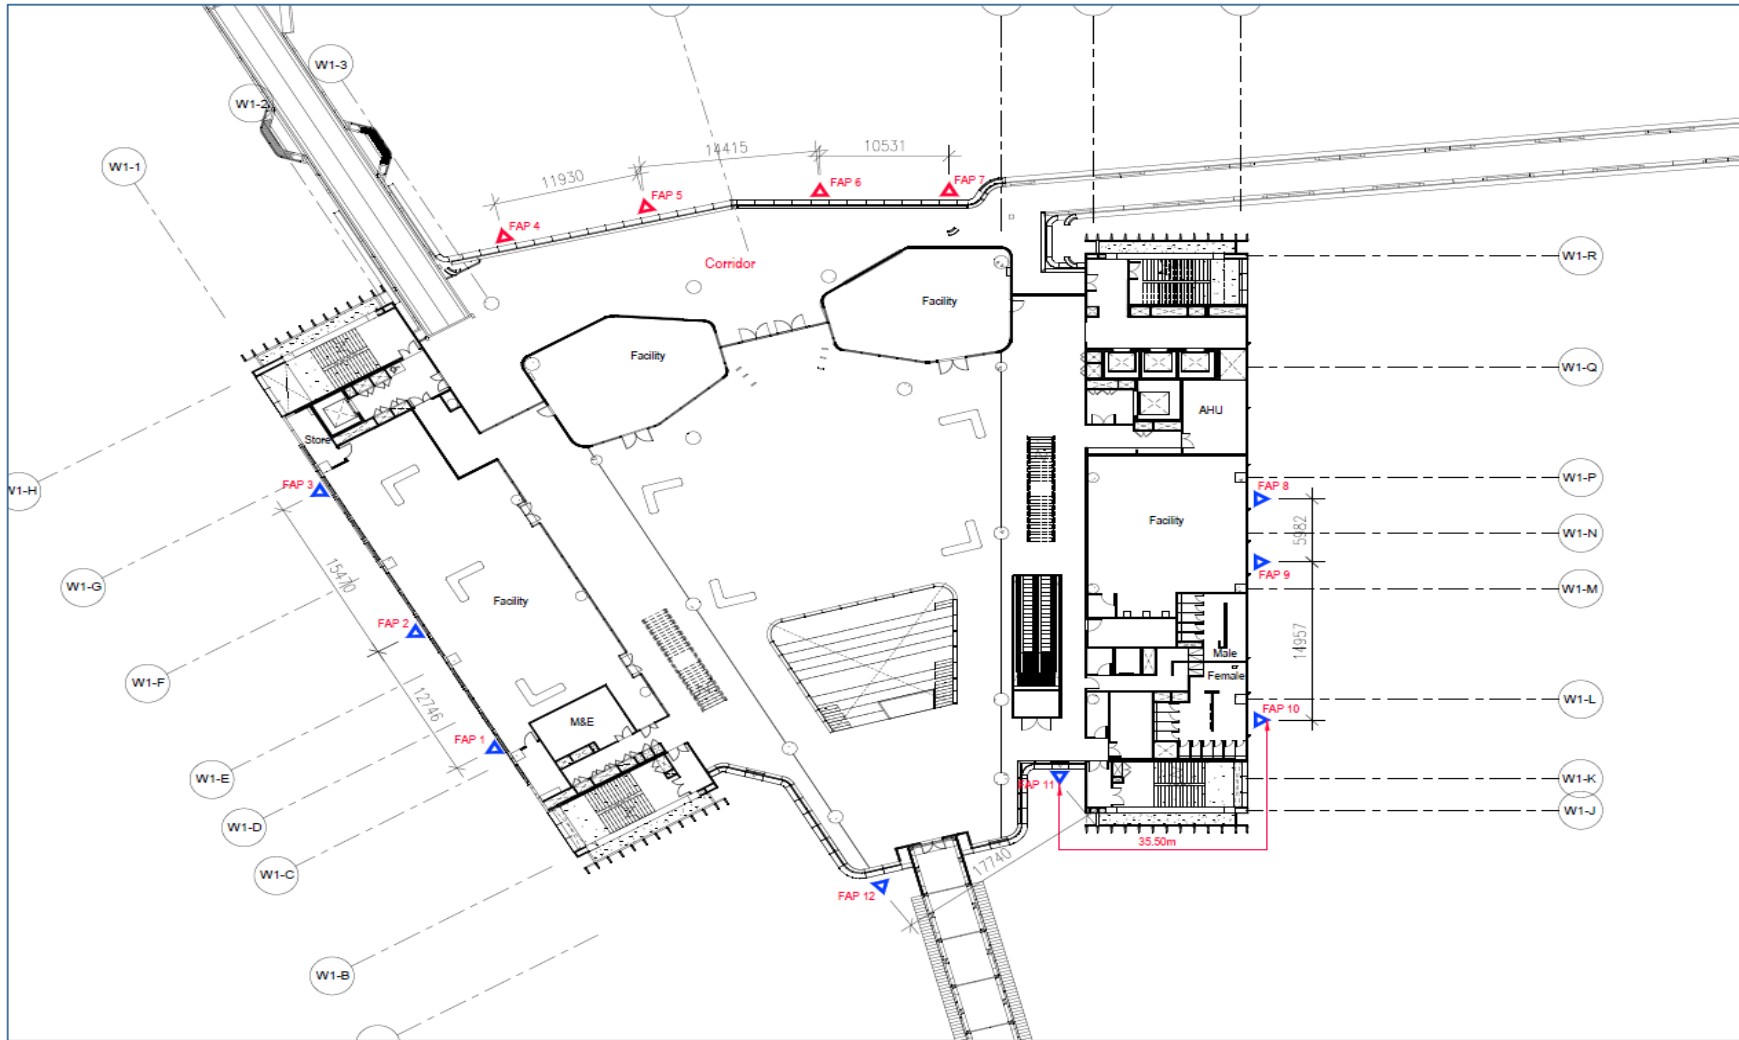 W1-3
W1-2
W1-1
14415
10531
11930
FAP 4
FAP 5
FAP 6
FAP 7
Corridor
W1-R
Facility
Facility
W1-Q
AHU
Store
W1-H
FAP 3
W1-P
FAP 8
Facility
W1-N
5982
FAP 9
W1-G
15470
W1-M
Facility
FAP 2
14957
Male
W1-F
Female
12746
W1-L
FAP 10
M&E
FAP 1
W1-E
W1-K
FAP 11
W1-J
W1-D
35.50m
17740
W1-C
FAP 12
W1-B